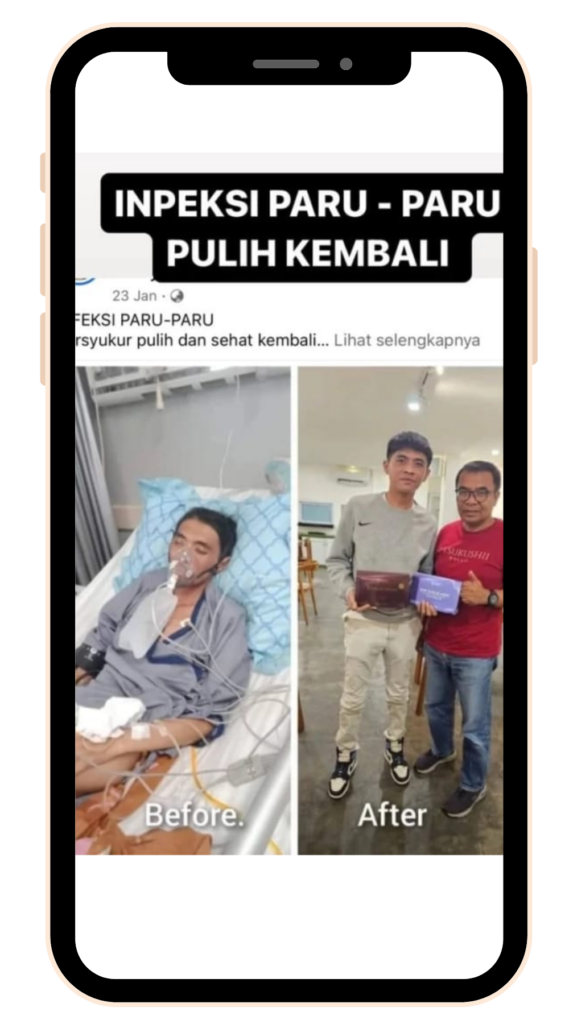 INPEKSI PARU - PARU
PULIH KEMBALI
23 Jan ·
FEKSI PARU-PARU
rsyukur pulih dan sehat kembali... Lihat selengkapnya
Before.
After